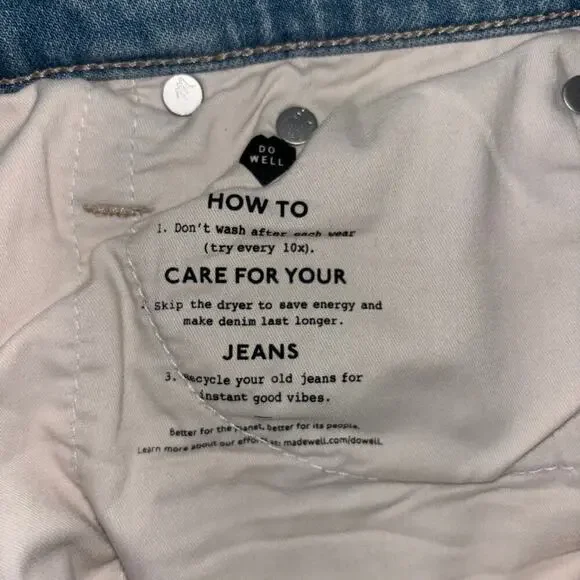 DO
WELL
HOW TO
1. Don't wash after each wear
(try every 10x).
CARE FOR YOUR
. Skip the dryer to save energy and
make denim last longer.
JEANS
3. Recycle your old jeans for
instant good vibes.
Better for the planet, better for its people.
Learn more about our efforts at: madewell.com/dowell.